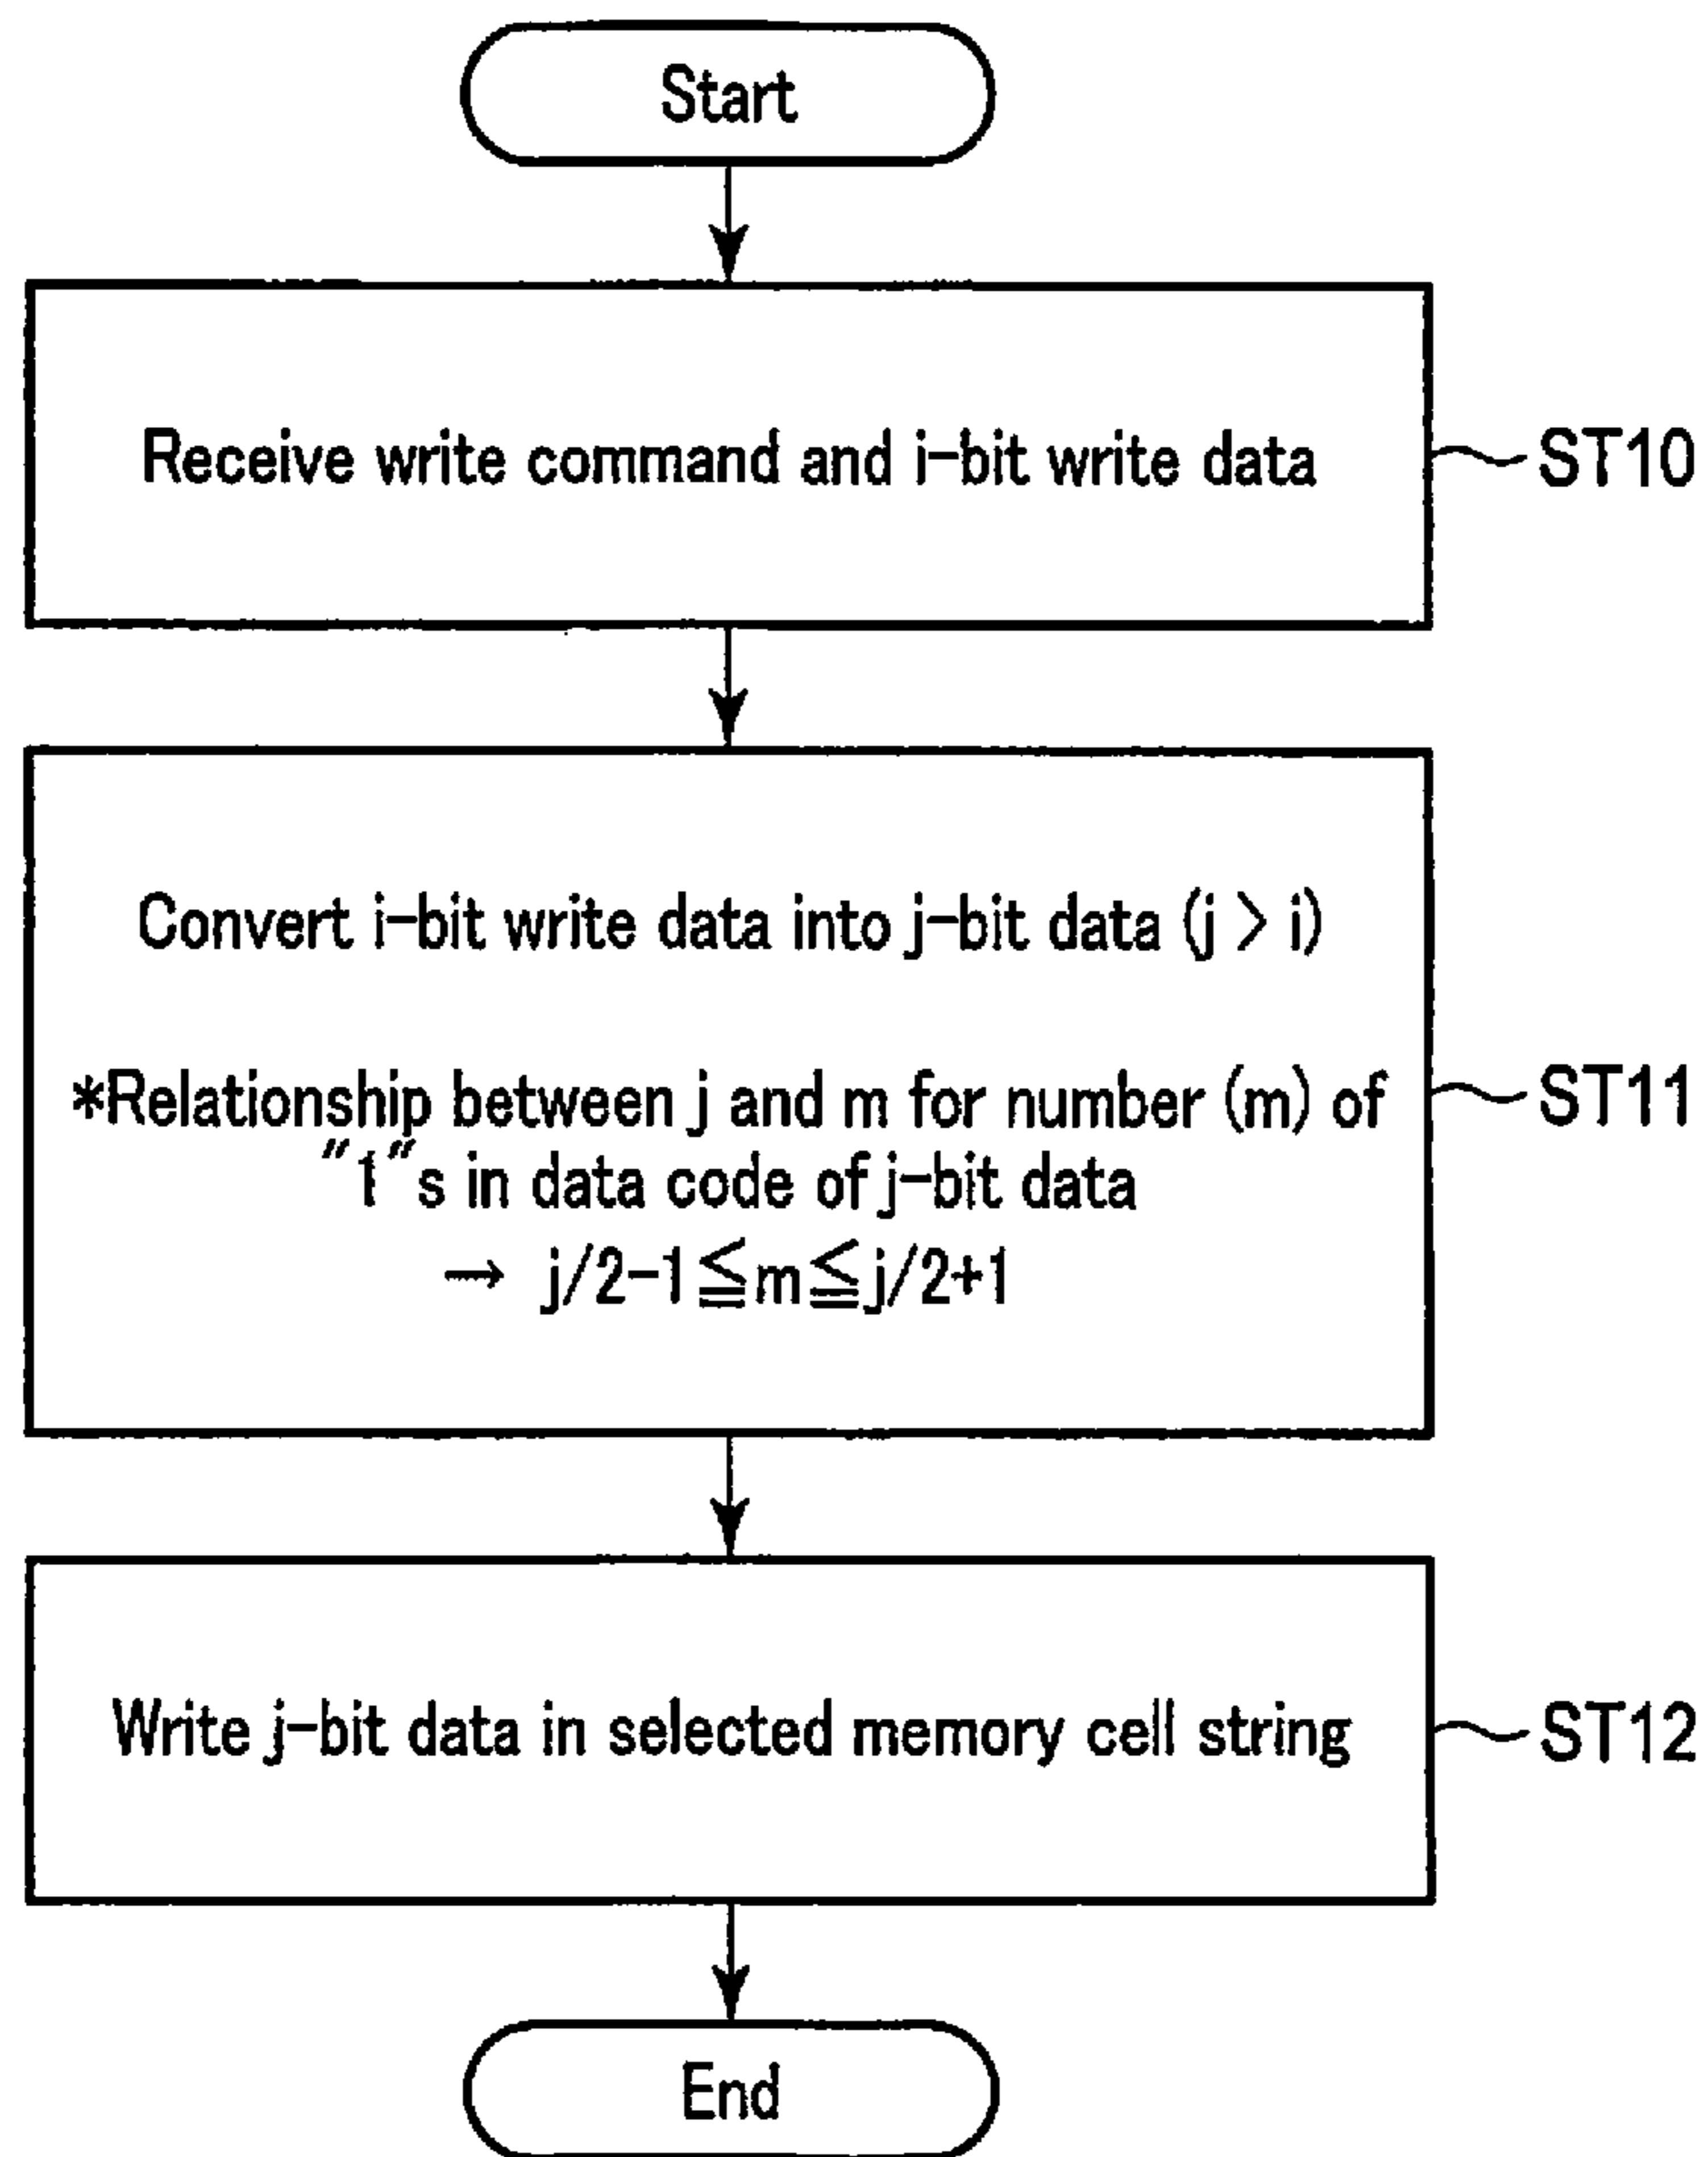 Start
Receive write command and i-bit write data
ST10
Convert i-bit write data into j-bit data (j > i)
*Relationship between j and m for number (m) of
"1"s in data code of j-bit data
→ j/2-1≦m≦j/2+1
ST11
Write j-bit data in selected memory cell string
ST12
End